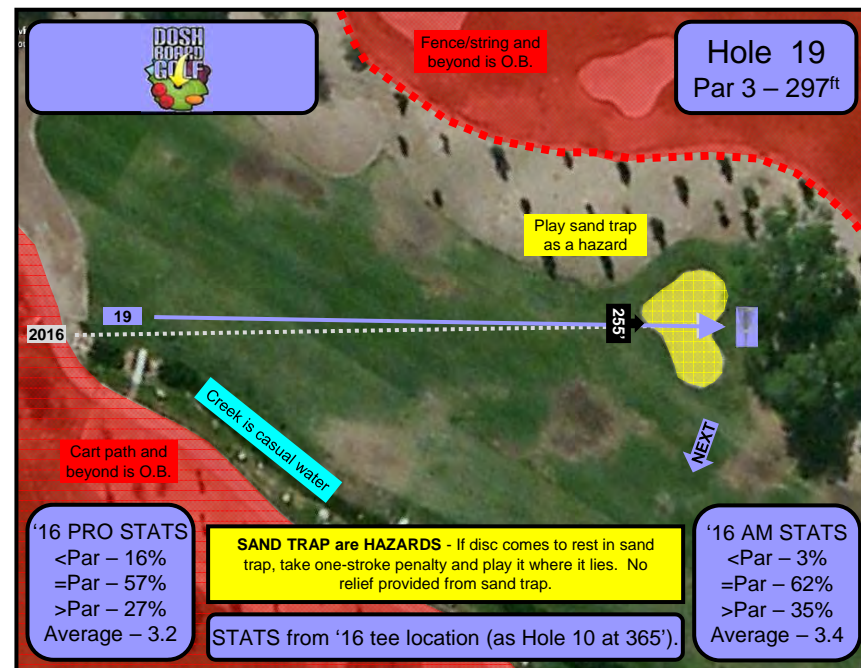 DOSH
BOARD
GOLF
Fence/string and
beyond is O.B.
Hole 19
Par 3 – 297ft
Play sand trap
as a hazard
19
2016
255'
Creek is casual water
NEXT
Cart path and
beyond is O.B.
'16 PRO STATS
<Par – 16%
=Par – 57%
>Par – 27%
Average – 3.2
SAND TRAP are HAZARDS - If disc comes to rest in sand
trap, take one-stroke penalty and play it where it lies. No
relief provided from sand trap.
STATS from '16 tee location (as Hole 10 at 365').
'16 AM STATS
<Par – 3%
=Par – 62%
>Par – 35%
Average – 3.4